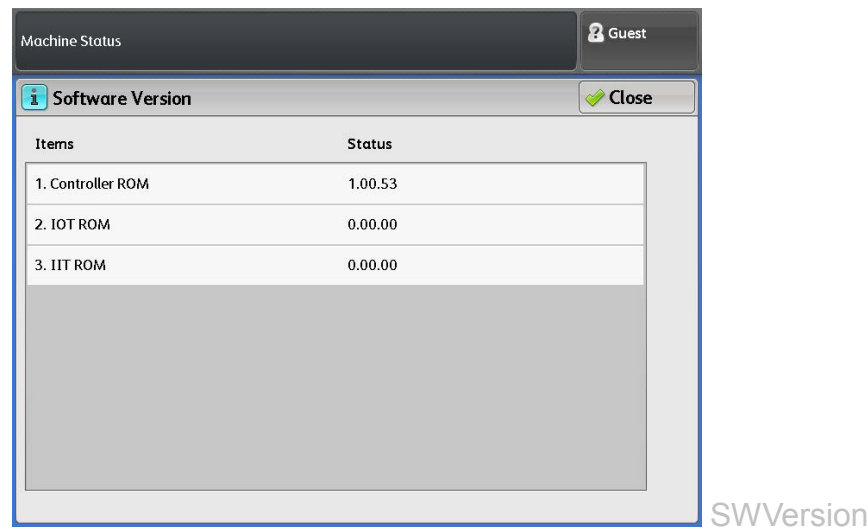 Machine Status
Guest
Software Version
Close
Items Status
1. Controller ROM 1.00.53
2. IOT ROM 0.00.00
3. IIT ROM 0.00.00
SWVersion